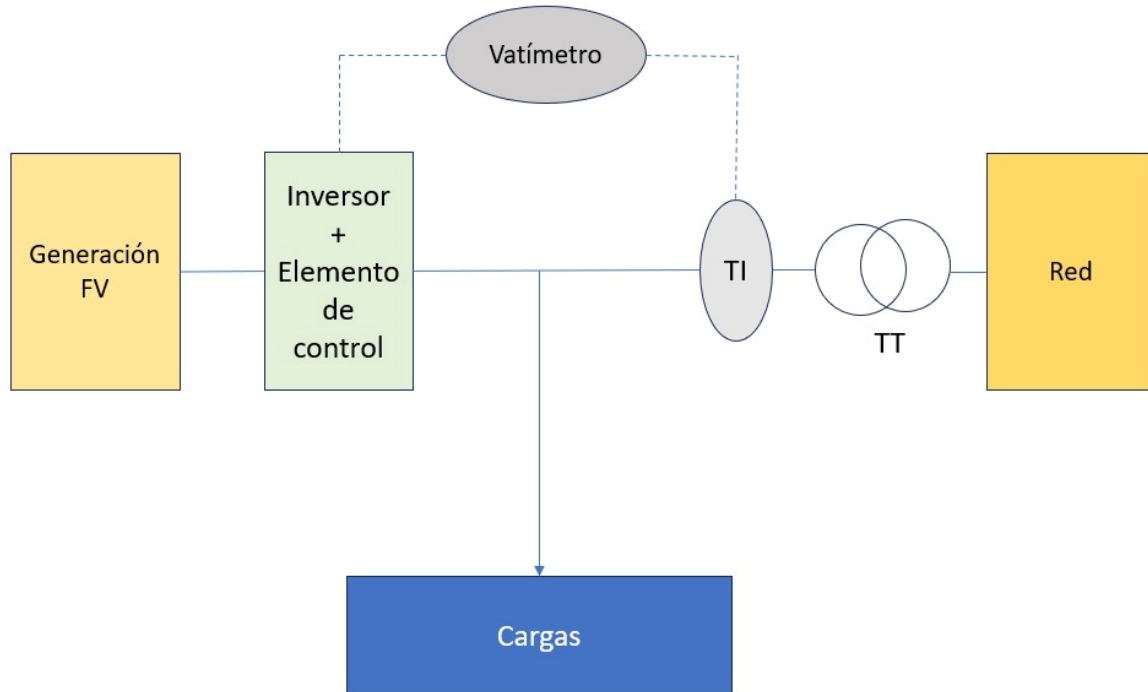 Vatímetro
Generación
FV
Inversor
+
Elemento
de
control
TI
TT
Red
Cargas